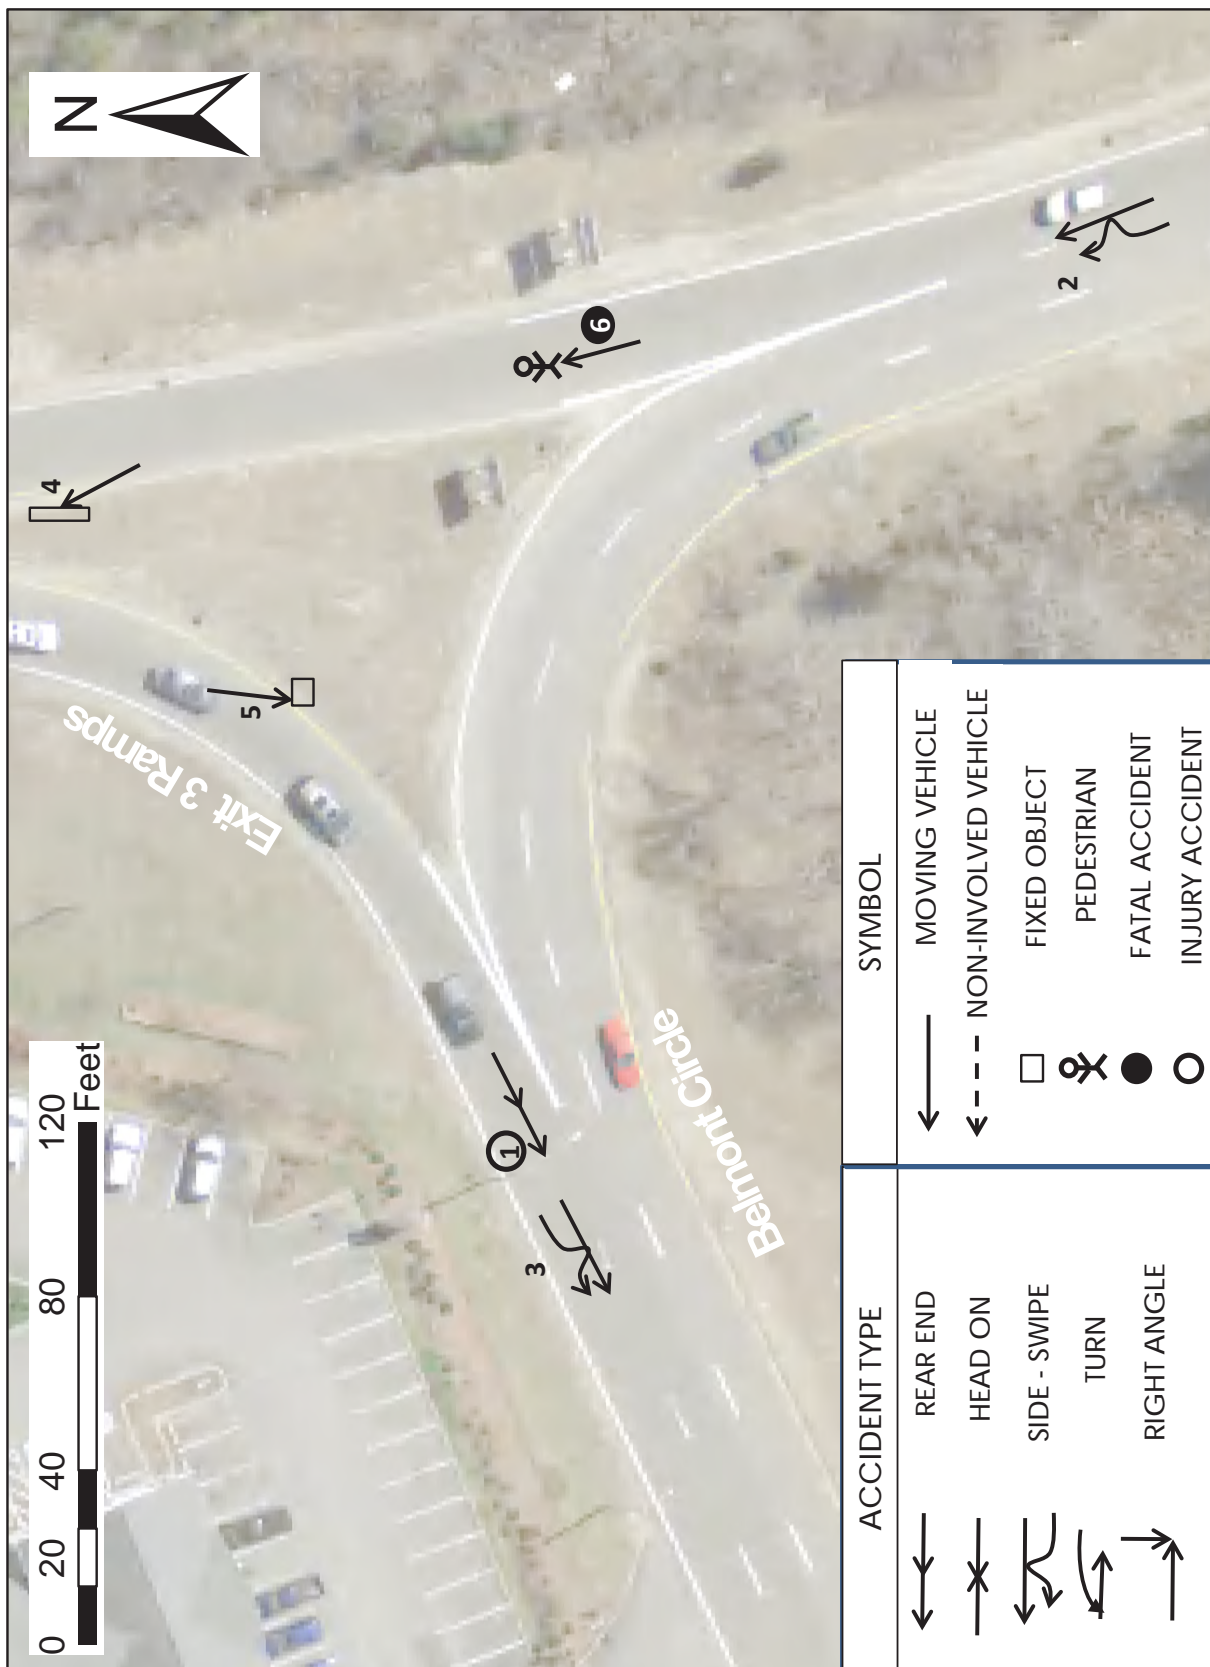 N
0 20 40 80 120
Feet
Exit 3 Ramps
Belmont Circle
1
2
3
4
5
6
ACCIDENT TYPE
REAR END
HEAD ON
SIDE - SWIPE
TURN
RIGHT ANGLE
SYMBOL
MOVING VEHICLE
NON-INVOLVED VEHICLE
FIXED OBJECT
PEDESTRIAN
FATAL ACCIDENT
INJURY ACCIDENT